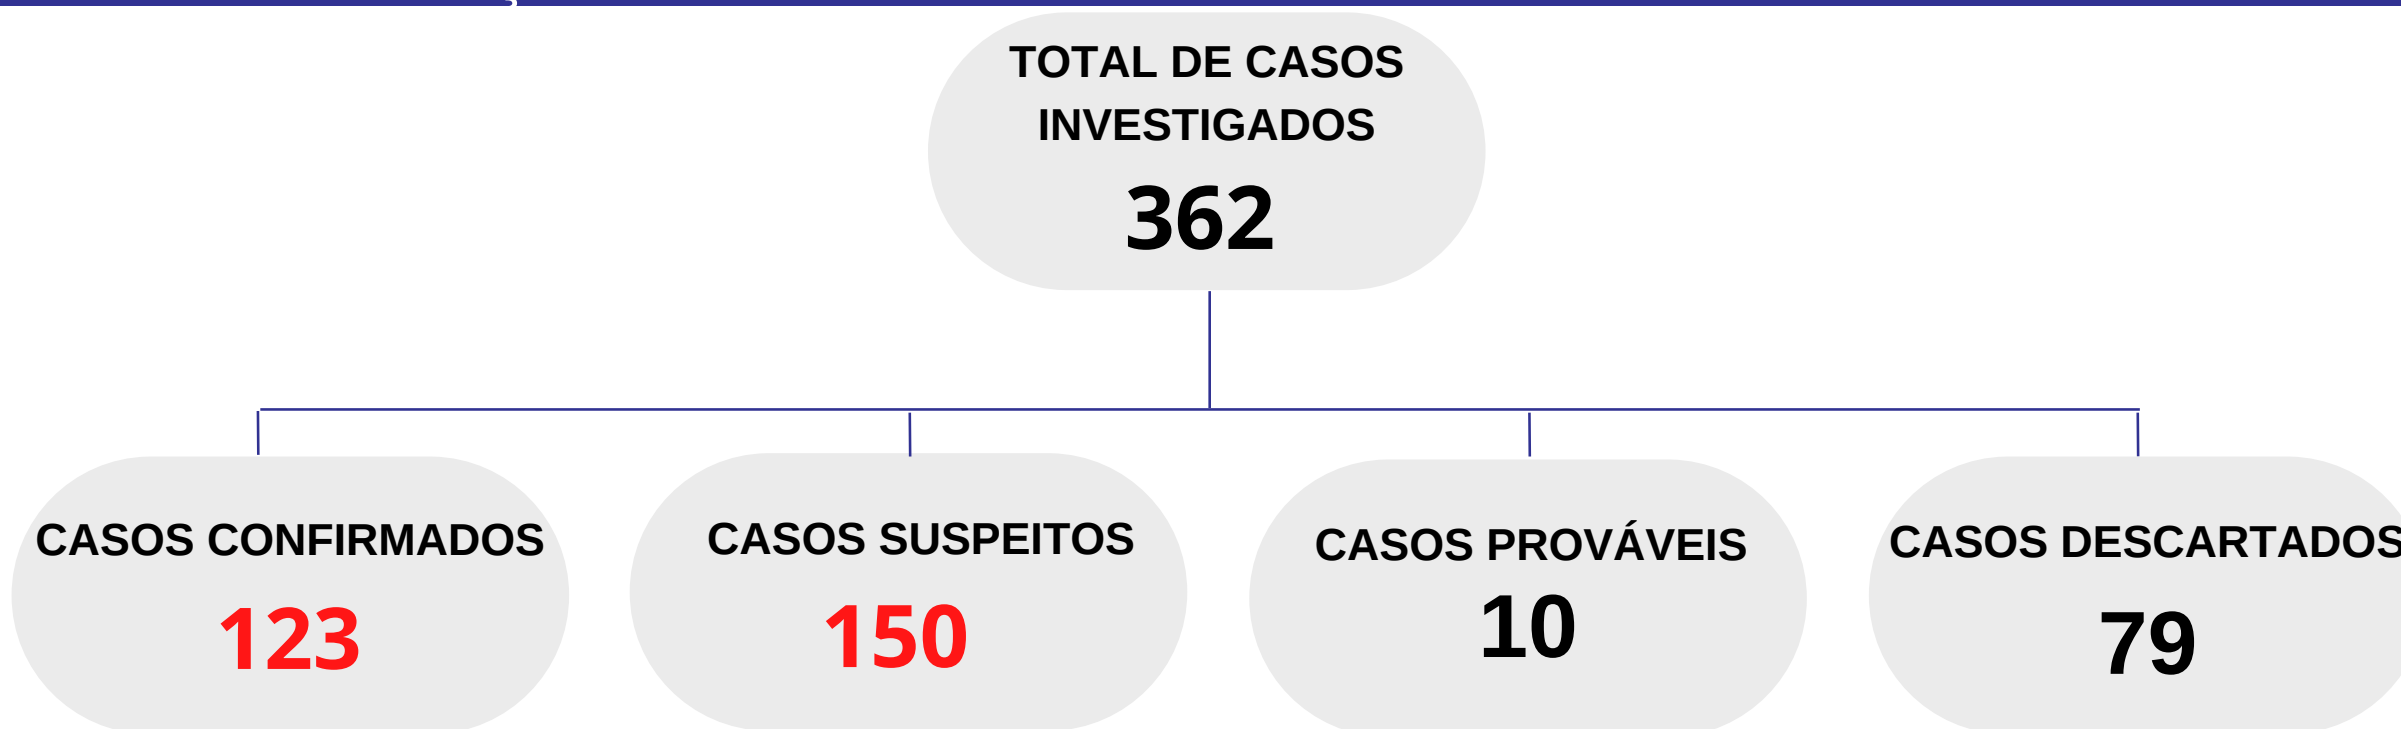 TOTAL DE CASOS
INVESTIGADOS
362
CASOS CONFIRMADOS
123
CASOS SUSPEITOS
150
CASOS PROVÁVEIS
10
CASOS DESCARTADOS
79